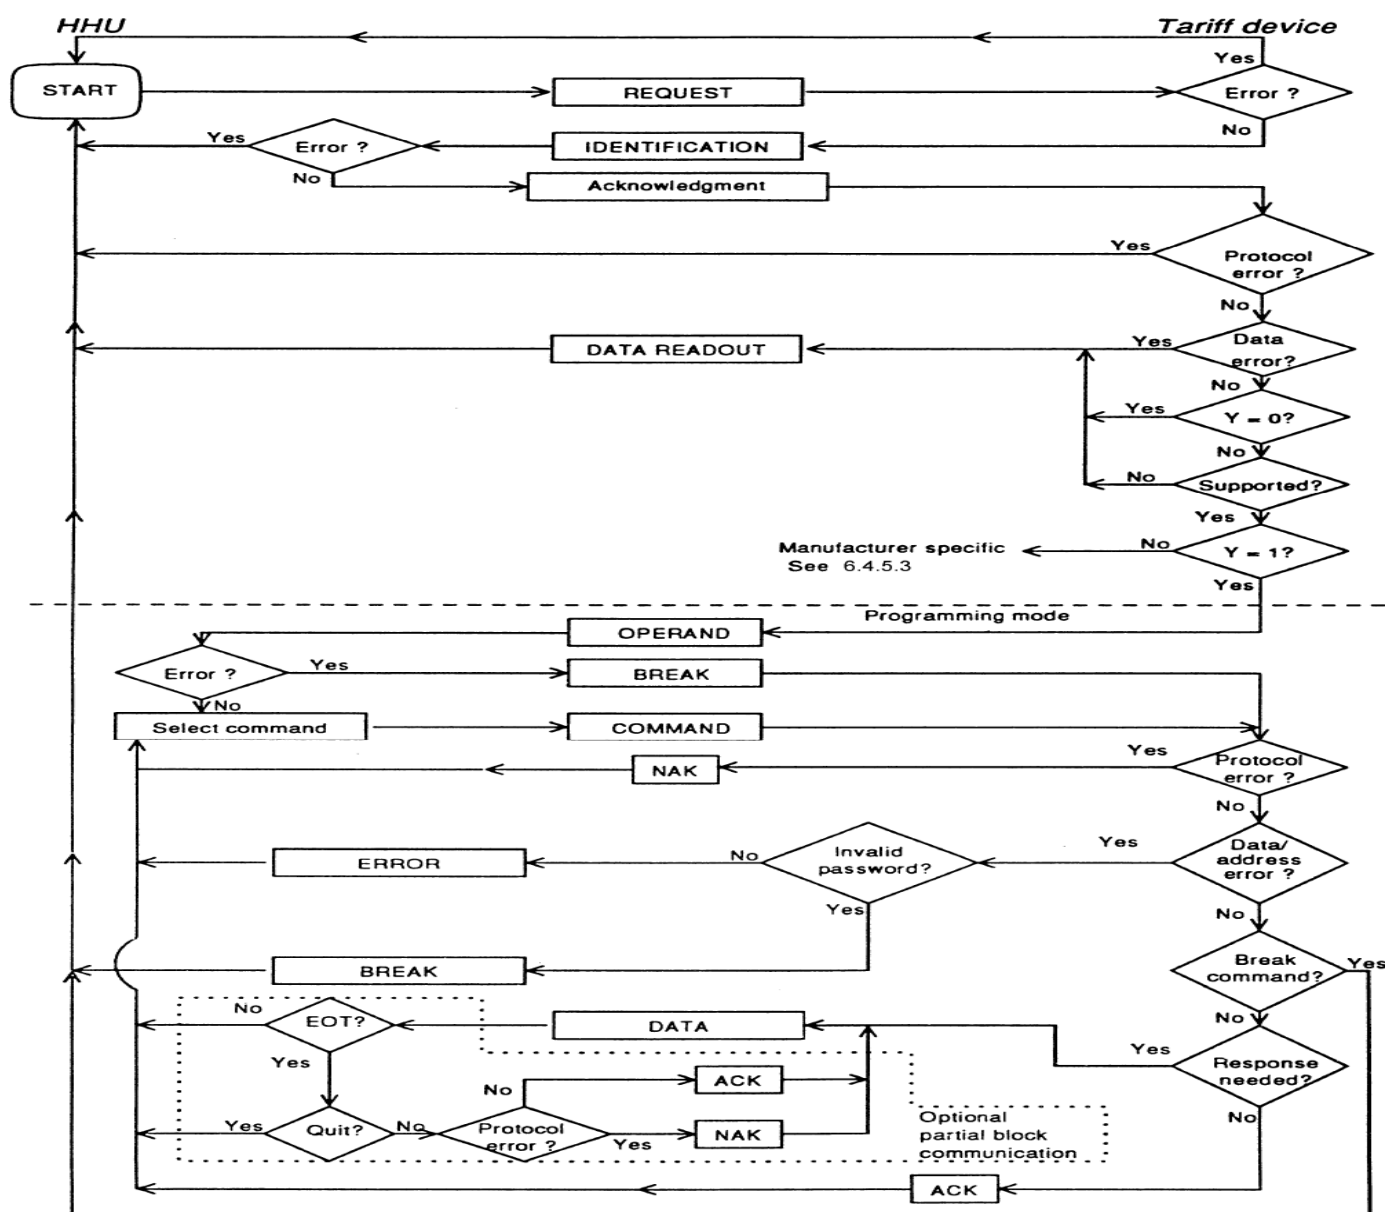 HHU
Tariff device
Yes
START
REQUEST
Error ?
No
Yes
Error ?
IDENTIFICATION
No
Acknowledgment
Yes
Protocol
error ?
No
DATA READOUT
Yes
Data
error?
No
Yes
Y = 0?
No
No
Supported?
Yes
Manufacturer specific
See 6.4.5.3
No
Y = 1?
Yes
Programming mode
OPERAND
Error ?
Yes
BREAK
No
Select command
COMMAND
Yes
NAK
Protocol
error ?
No
ERROR
No
Invalid
password?
Yes
Yes
Data/
address
error ?
No
BREAK
Break
command?
Yes
No
No
EOT?
DATA
Yes
Yes
Response
needed?
No
ACK
Yes
Quit?
No
Protocol
error ?
Yes
NAK
Optional
partial block
communication
No
ACK